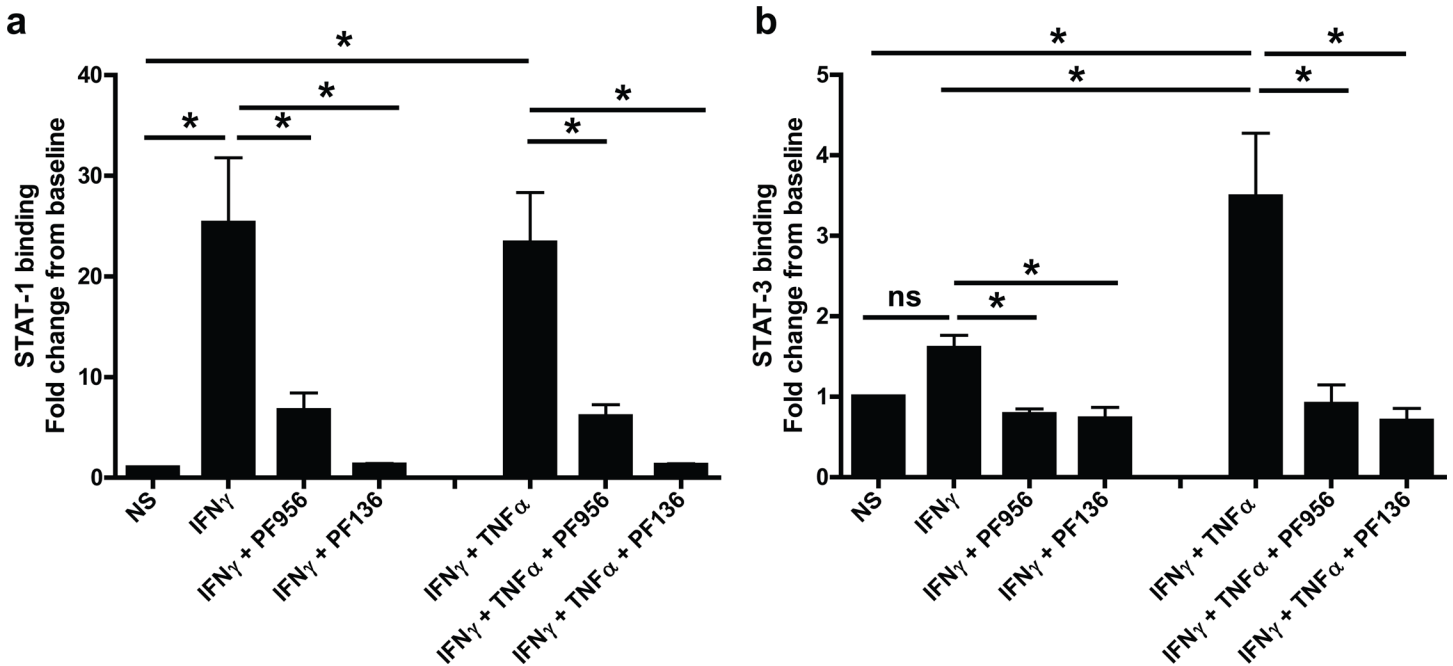 a
*
*
*
*
*
*
STAT-1 binding
Fold change from baseline
40
30
20
10
0
NS
IFNγ
IFNγ + PF956
IFNγ + PF136
IFNγ + TNFα
IFNγ + TNFα + PF956
IFNγ + TNFα + PF136
b
*
*
*
*
ns
*
*
STAT-3 binding
Fold change from baseline
5
4
3
2
1
0
NS
IFNγ
IFNγ + PF956
IFNγ + PF136
IFNγ + TNFα
IFNγ + TNFα + PF956
IFNγ + TNFα + PF136